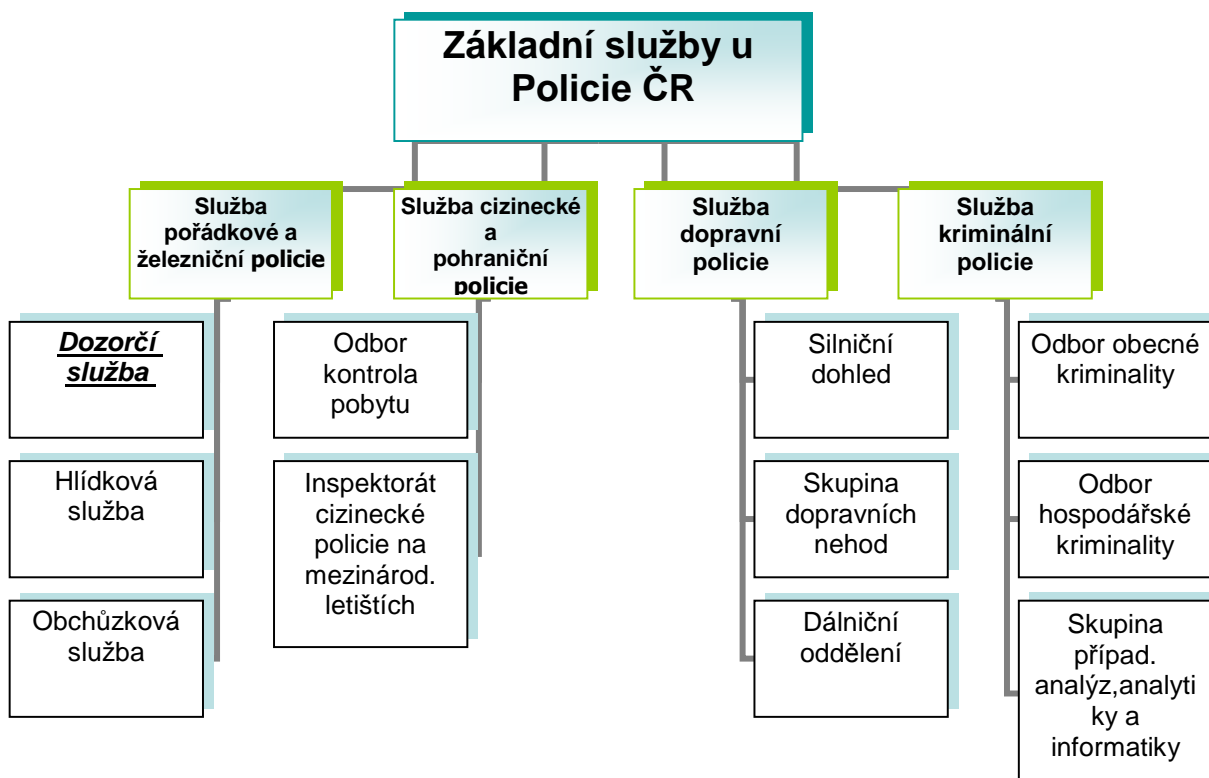 Základní služby u
Policie ČR
Služba
pořádkové a
železniční policie
Služba cizinecké
a
pohraniční
policie
Služba
dopravní
policie
Služba
kriminální
policie
Dozorčí
služba
Hlídková
služba
Obchůzková
služba
Odbor
kontrola
pobytu
Inspektorát
cizinecké
policie na
mezinárod.
letištích
Silniční
dohled
Skupina
dopravních
nehod
Dálniční
oddělení
Odbor obecné
kriminality
Odbor
hospodářské
kriminality
Skupina
případ.
analýz,analyti
ky a
informatiky